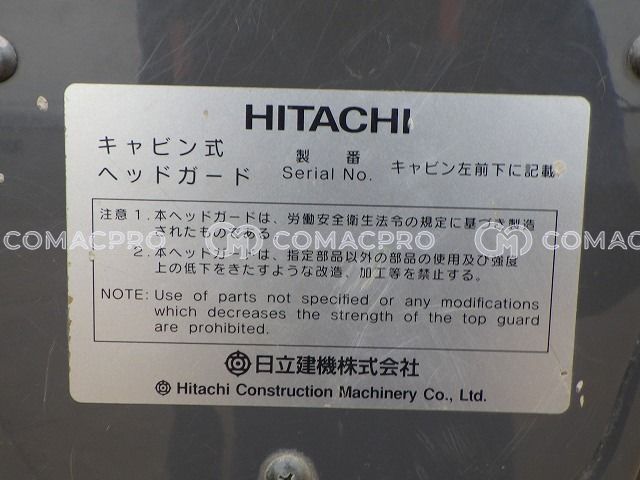 HITACHI
キャビン式
ヘッドガード
製 番
Serial No.
キャビン左前下に記載
注意 1. 本ヘッドガードは、労働安全衛生法令の規定に基づき製造
されたものである
2. 本ヘッドガードは、指定部品以外の部品の使用及び強度
上の低下をきたすような改造、加工等を禁止する。
NOTE: Use of parts not specified or any modifications
which decreases the strength of the top guard
are prohibited.
日立建機株式会社
Hitachi Construction Machinery Co., Ltd.
COMACPRO COMACPRO COMACPRO